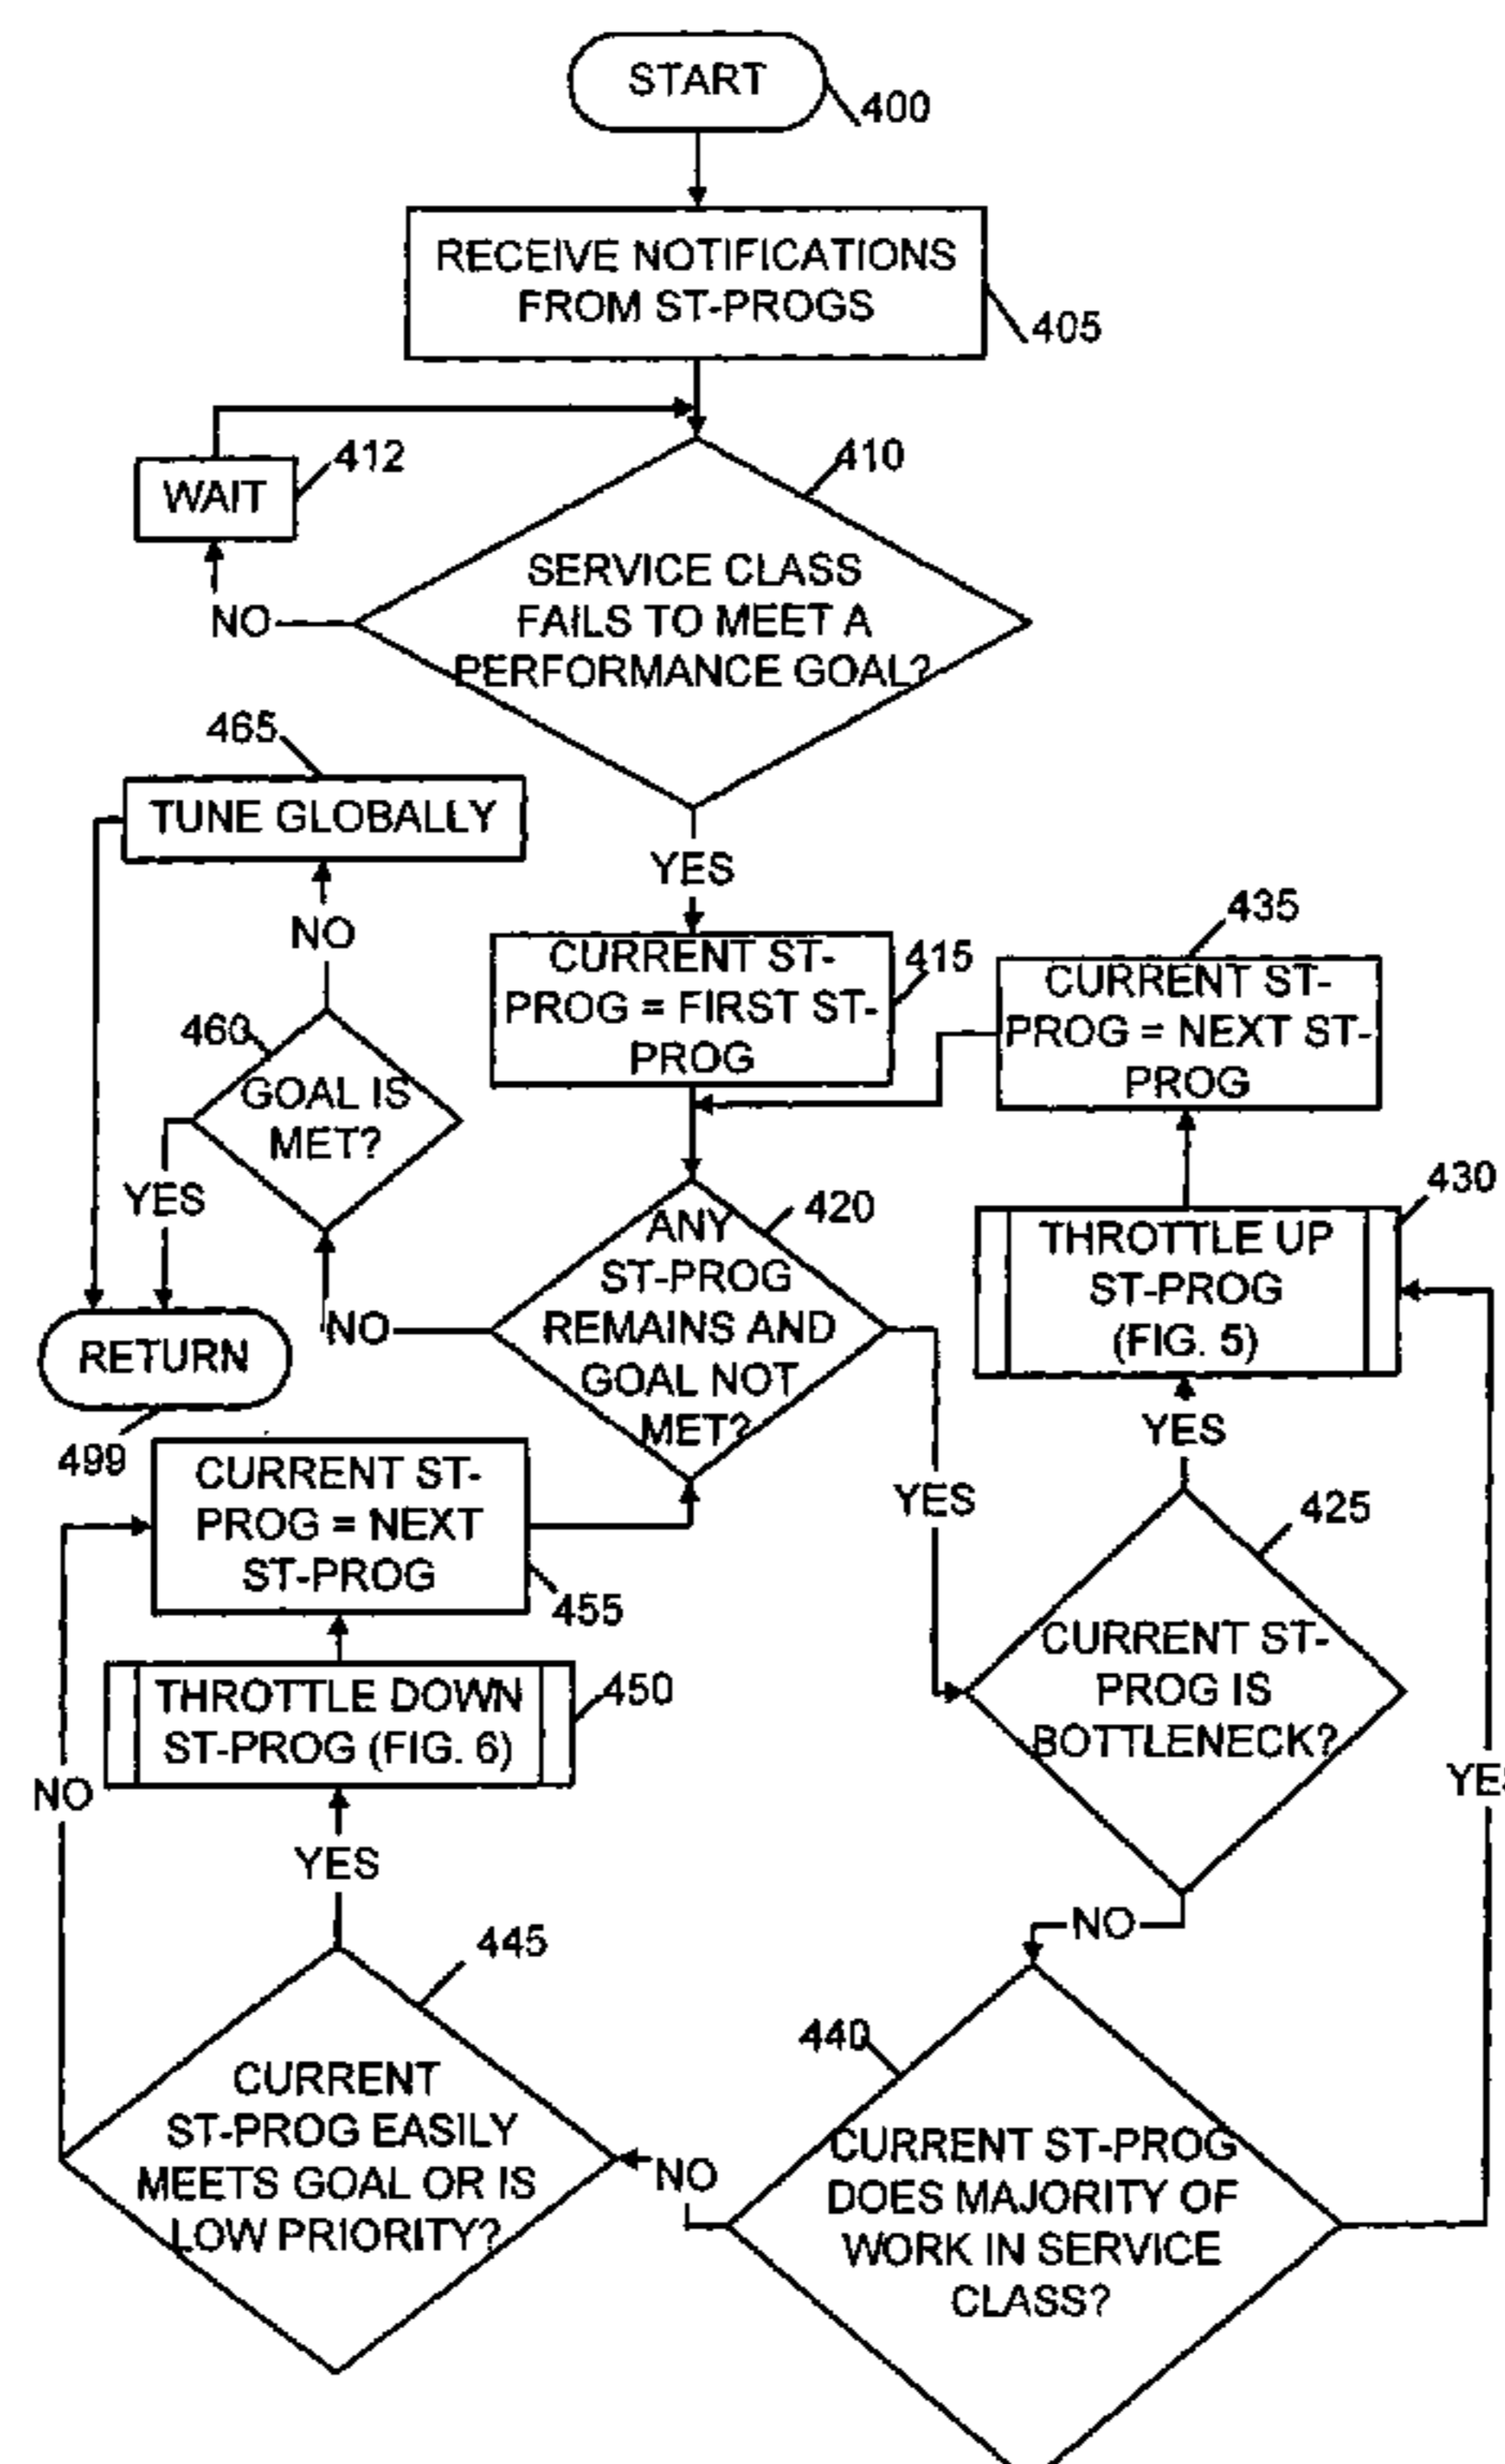 START
400
RECEIVE NOTIFICATIONS
FROM ST-PROGS
405
412
WAIT
410
SERVICE CLASS
FAILS TO MEET A
PERFORMANCE GOAL?
NO
465
TUNE GLOBALLY
YES
NO
CURRENT ST-
PROG = FIRST ST-
PROG
415
435
CURRENT ST-
PROG = NEXT ST-
PROG
460
GOAL IS
MET?
YES
420
ANY
ST-PROG
REMAINS AND
GOAL NOT
MET?
NO
430
THROTTLE UP
ST-PROG
(FIG. 5)
RETURN
499
YES
YES
CURRENT ST-
PROG = NEXT
ST-PROG
455
425
CURRENT ST-
PROG IS
BOTTLENECK?
THROTTLE DOWN
ST-PROG (FIG. 6)
450
NO
YES
YES
NO
445
CURRENT
ST-PROG EASILY
MEETS GOAL OR IS
LOW PRIORITY?
NO
440
CURRENT ST-PROG
DOES MAJORITY OF
WORK IN SERVICE
CLASS?